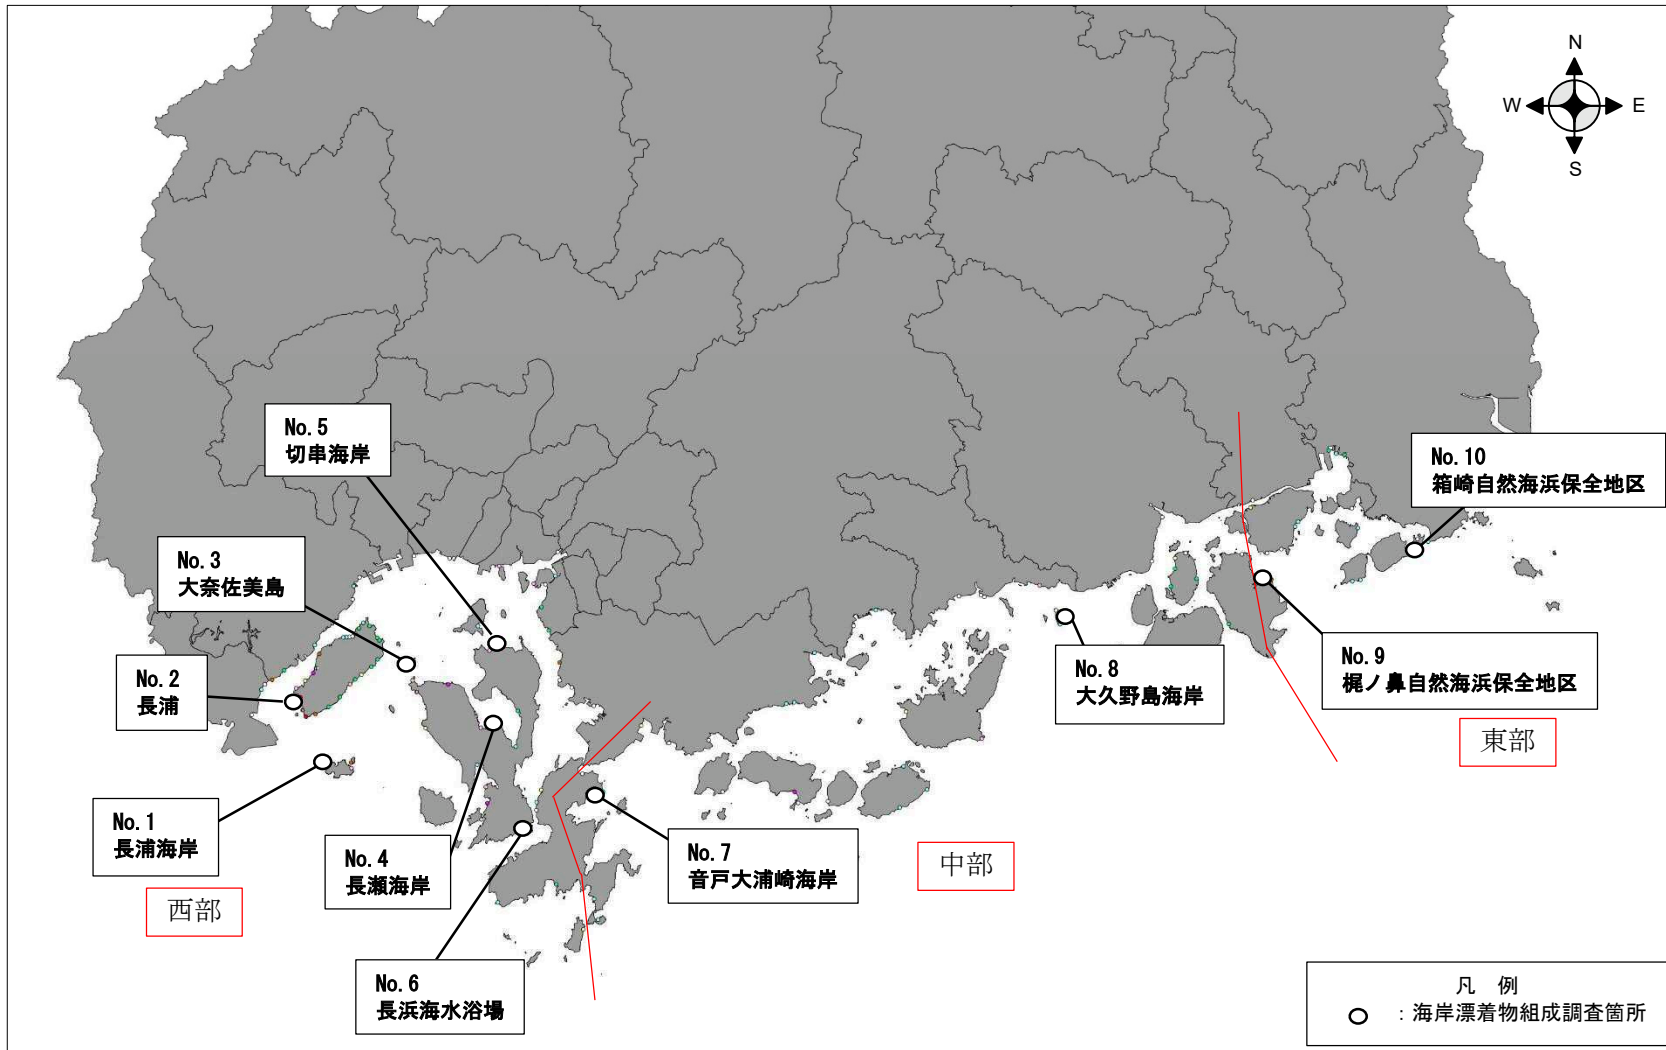 N
W
E
S
No.5
切串海岸
No.10
箱崎自然海浜保全地区
No.3
大奈佐美島
No.2
長浦
No.8
大久野島海岸
No.9
梶ノ鼻自然海浜保全地区
東部
No.1
長浦海岸
No.4
長瀬海岸
No.7
音戸大浦崎海岸
中部
西部
No.6
長浜海水浴場
凡 例
:海岸漂着物組成調査箇所